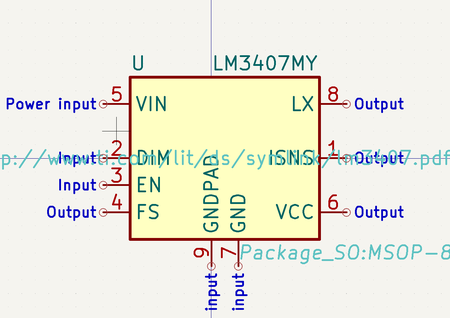 U LM3407MY
Power input 5 VIN LX 8 Output
Input 2 DIM ISNS 1 Output
p://www.ti.com/lit/ds/symlink/lm3407.pdf
Input 3 EN
Output 4 FS VCC 6 Output
GNDPAD GND
9 7
Package_SO:MSOP-8
input input